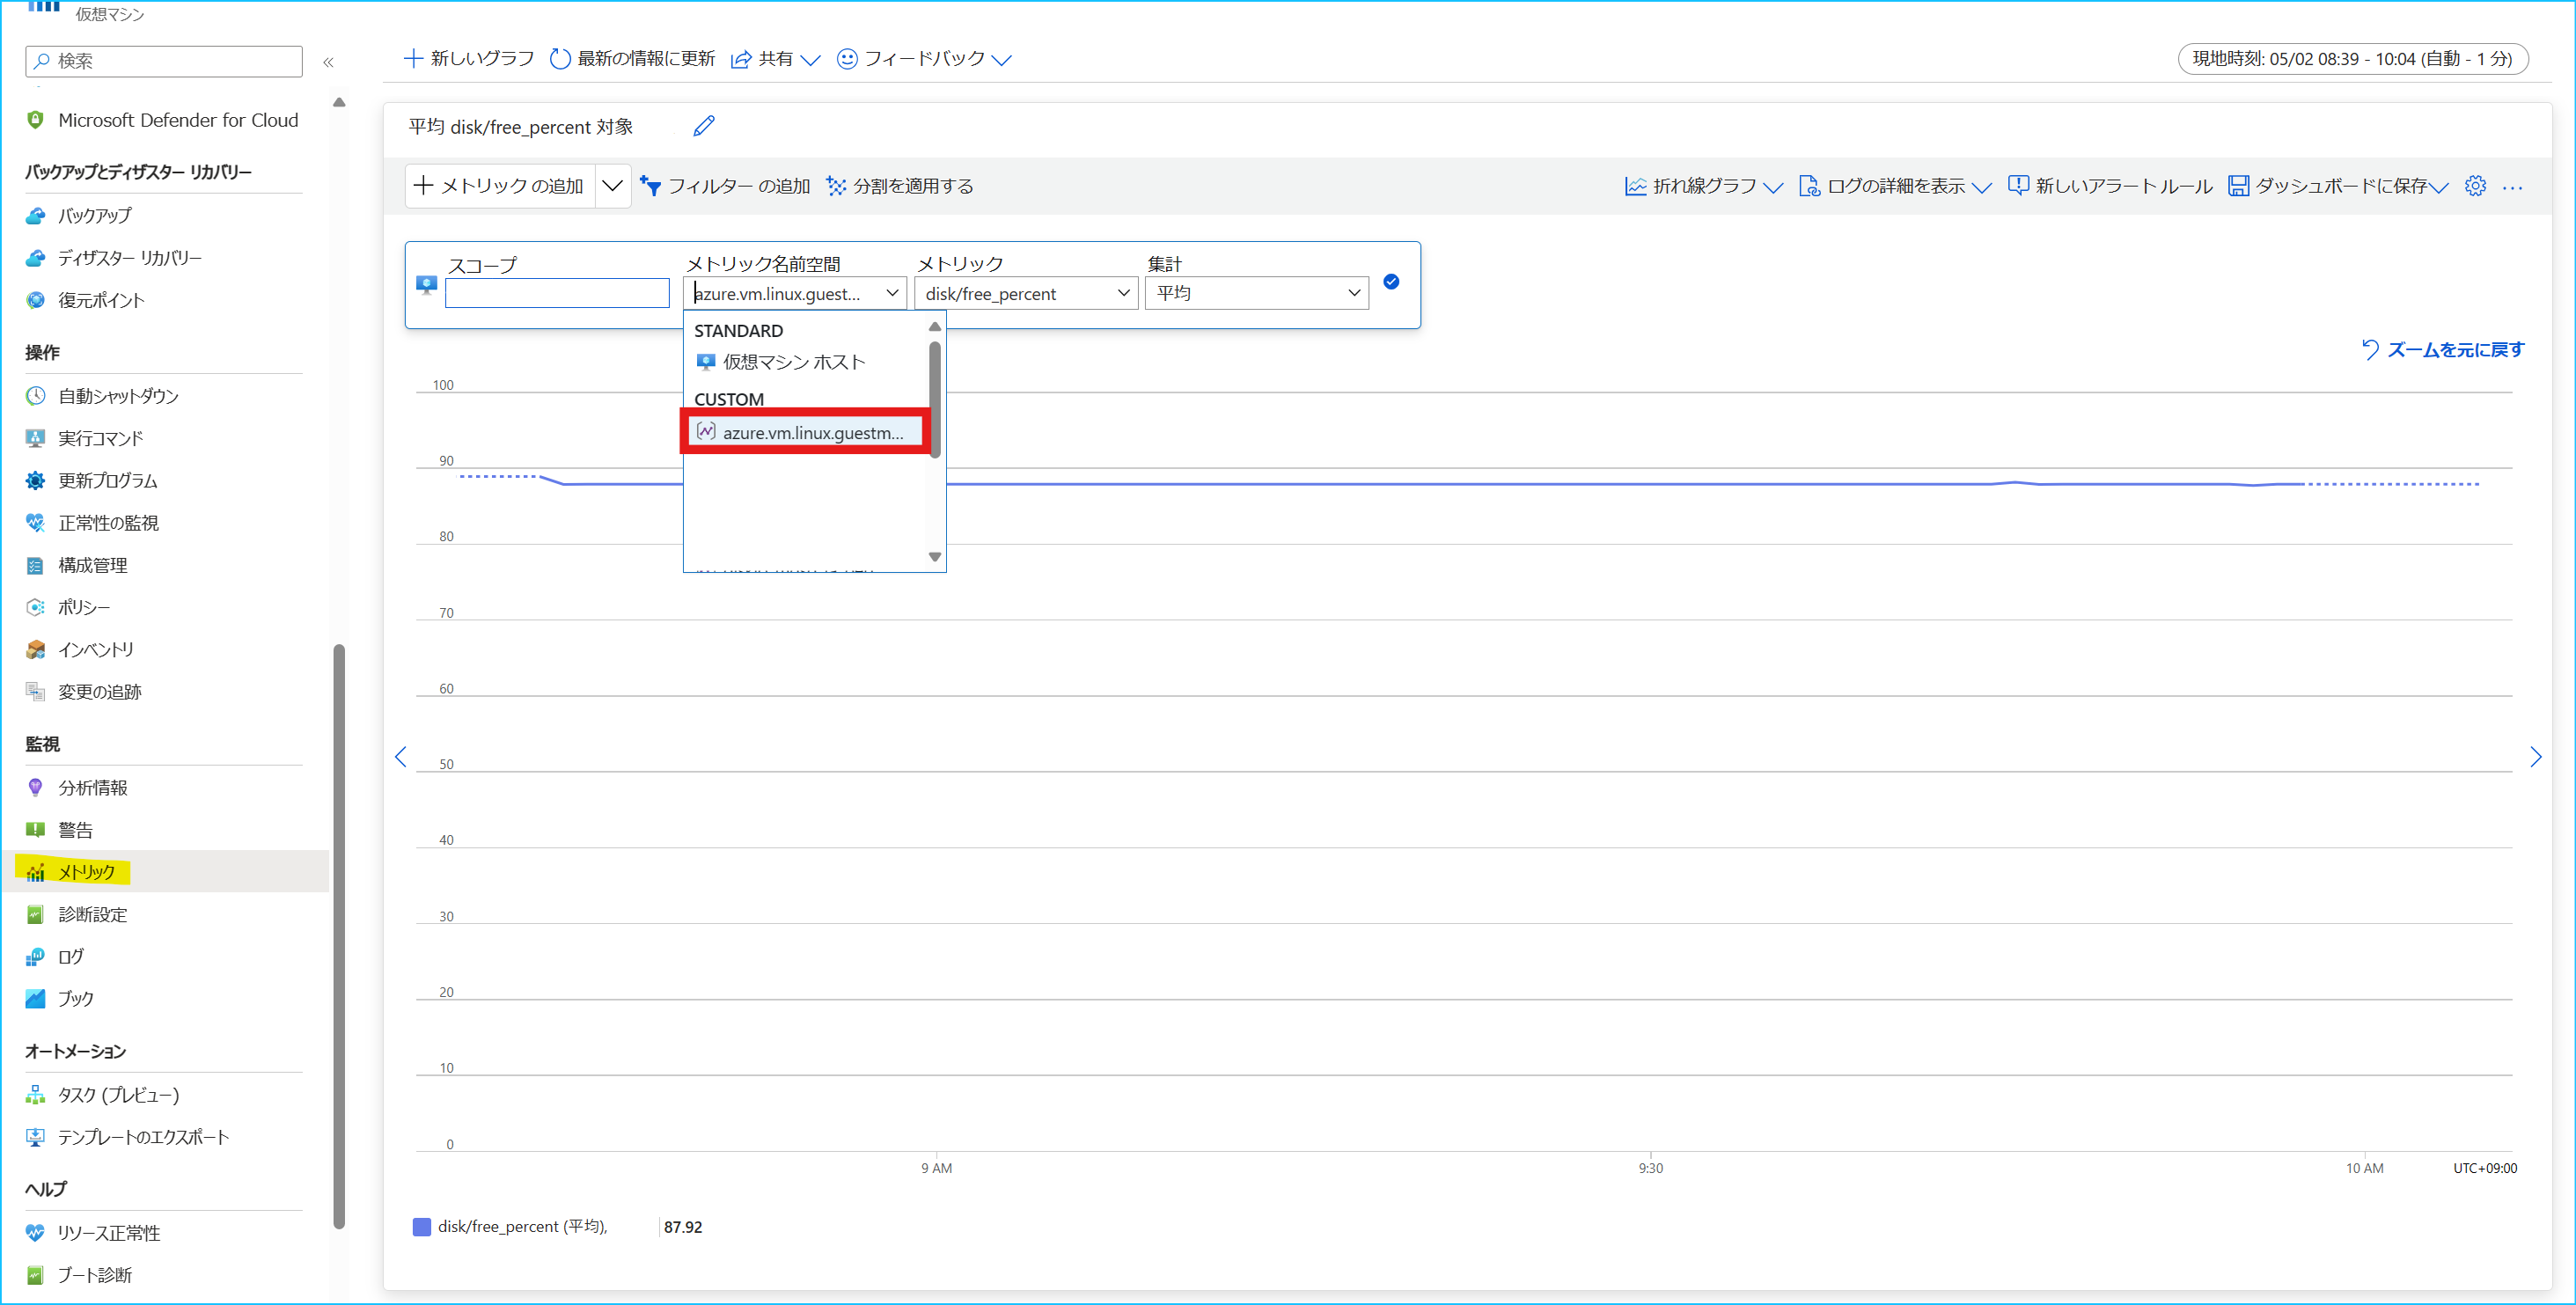 仮想マシン
検索
«
Microsoft Defender for Cloud
バックアップとディザスター リカバリー
バックアップ
ディザスター リカバリー
復元ポイント
操作
自動シャットダウン
実行コマンド
更新プログラム
正常性の監視
構成管理
ポリシー
インベントリ
変更の追跡
監視
分析情報
警告
メトリック
診断設定
ログ
ブック
オートメーション
タスク (プレビュー)
テンプレートのエクスポート
ヘルプ
リソース正常性
ブート診断
新しいグラフ 最新の情報に更新 共有 フィードバック
現地時刻: 05/02 08:39 - 10:04 (自動 - 1 分)
平均 disk/free_percent 対象
メトリック の追加 フィルター の追加 分割を適用する 折れ線グラフ ログの詳細を表示 新しいアラート ルール ダッシュボードに保存 ...
スコープ メトリック名前空間 メトリック 集計
azure.vm.linux.guest... disk/free_percent 平均
STANDARD
仮想マシン ホスト
CUSTOM
azure.vm.linux.guestm...
ズームを元に戻す
100
90
80
70
60
50
40
30
20
10
0
9 AM 9:30 10 AM UTC+09:00
disk/free_percent (平均), 87.92